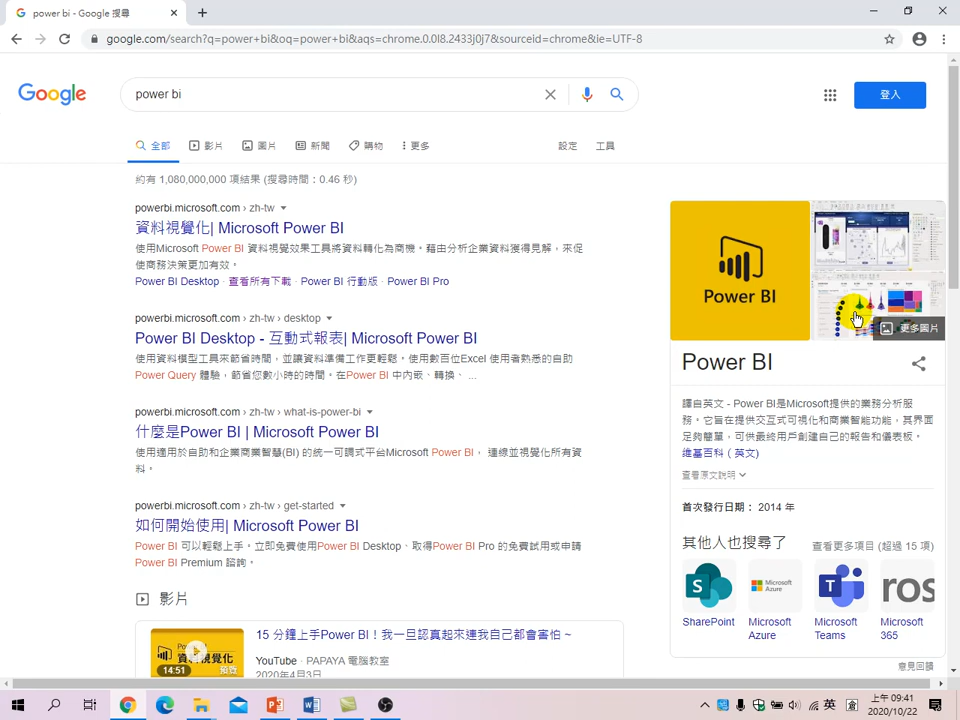 power bi - Google 搜尋
google.com/search?q=power+bi&oq=power+bi&aqs=chrome.0.0l8.2433j0j7&sourceid=chrome&ie=UTF-8
Google
power bi
登入
全部
影片
圖片
新聞
購物
更多
設定
工具
約有 1,080,000,000 項結果 (搜尋時間：0.46 秒)
powerbi.microsoft.com › zh-tw
資料視覺化| Microsoft Power BI
使用Microsoft Power BI 資料視覺效果工具將資料轉化為商機。藉由分析企業資料獲得見解，來促
使商務決策更加有效。
Power BI Desktop · 查看所有下載 · Power BI 行動版 · Power BI Pro
powerbi.microsoft.com › zh-tw › desktop
Power BI Desktop - 互動式報表| Microsoft Power BI
使用資料模型工具來節省時間，並讓資料準備工作更輕鬆。使用數百位Excel 使用者熟悉的自助
Power Query 體驗，節省您數小時的時間。在Power BI 中內嵌、轉換、 ...
powerbi.microsoft.com › zh-tw › what-is-power-bi
什麼是Power BI | Microsoft Power BI
使用適用於自助和企業商業智慧(BI) 的統一可調式平台Microsoft Power BI， 連線並視覺化所有資
料。
powerbi.microsoft.com › zh-tw › get-started
如何開始使用| Microsoft Power BI
Power BI 可以輕鬆上手。立即免費使用Power BI Desktop、取得Power BI Pro 的免費試用或申請
Power BI Premium 諮詢。
影片
資料視覺化
14:51
預告
15 分鐘上手Power BI！我一旦認真起來連我自己都會害怕 ~
YouTube · PAPAYA 電腦教室
2020年4月3日
Power BI
更多圖片
Power BI
譯自英文 - Power BI是Microsoft提供的業務分析服
務。它旨在提供交互式可視化和商業智能功能，其界面
足夠簡單，可供最終用戶創建自己的報告和儀表板。
維基百科（英文）
查看原文說明
首次發行日期： 2014 年
其他人也搜尋了
查看更多項目 (超過 15 項)
Microsoft
Azure
ros
SharePoint
Microsoft
Azure
Microsoft
Teams
Microsoft
365
意見回饋
英
倉
上午 09:41
2020/10/22